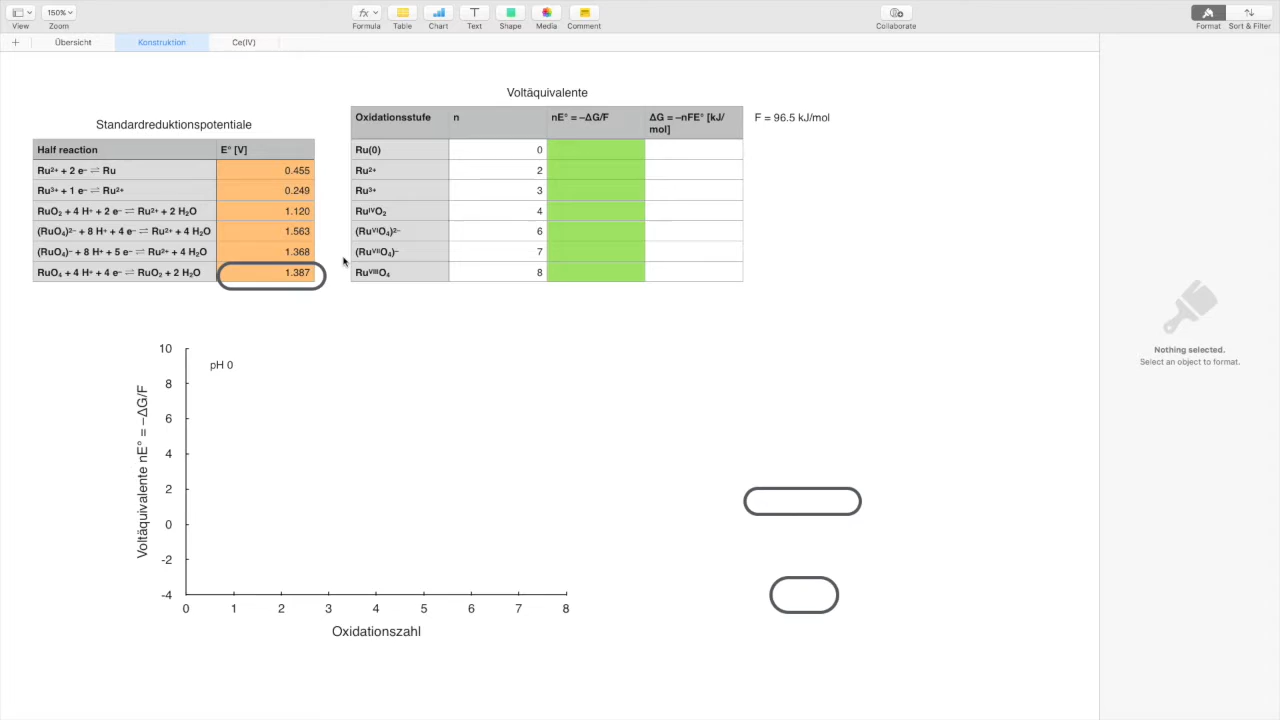 150%
View
Zoom
Formula
Table
Chart
Text
Shape
Media
Comment
Collaborate
Format
Sort & Filter
Übersicht
Konstruktion
Ce(IV)
Standardreduktionspotentiale
Half reaction E° [V]
Ru²⁺ + 2 e⁻ ⇌ Ru 0.455
Ru³⁺ + 1 e⁻ ⇌ Ru²⁺ 0.249
RuO₂ + 4 H⁺ + 2 e⁻ ⇌ Ru²⁺ + 2 H₂O 1.120
(RuO₄)²⁻ + 8 H⁺ + 4 e⁻ ⇌ Ru²⁺ + 4 H₂O 1.563
(RuO₄)⁻ + 8 H⁺ + 5 e⁻ ⇌ Ru²⁺ + 4 H₂O 1.368
RuO₄ + 4 H⁺ + 4 e⁻ ⇌ RuO₂ + 2 H₂O 1.387
Voltäquivalente
Oxidationsstufe n nE° = –ΔG/F ΔG = –nFE° [kJ/
mol]
Ru(0) 0
Ru²⁺ 2
Ru³⁺ 3
RuᴵⱽO₂ 4
(RuⱽᴵO₄)²⁻ 6
(RuⱽᴵᴵO₄)⁻ 7
RuⱽᴵᴵᴵO₄ 8
F = 96.5 kJ/mol
Nothing selected.
Select an object to format.
Voltäquivalente nE° = –ΔG/F
10
8
6
4
2
0
-2
-4
pH 0
0 1 2 3 4 5 6 7 8
Oxidationszahl